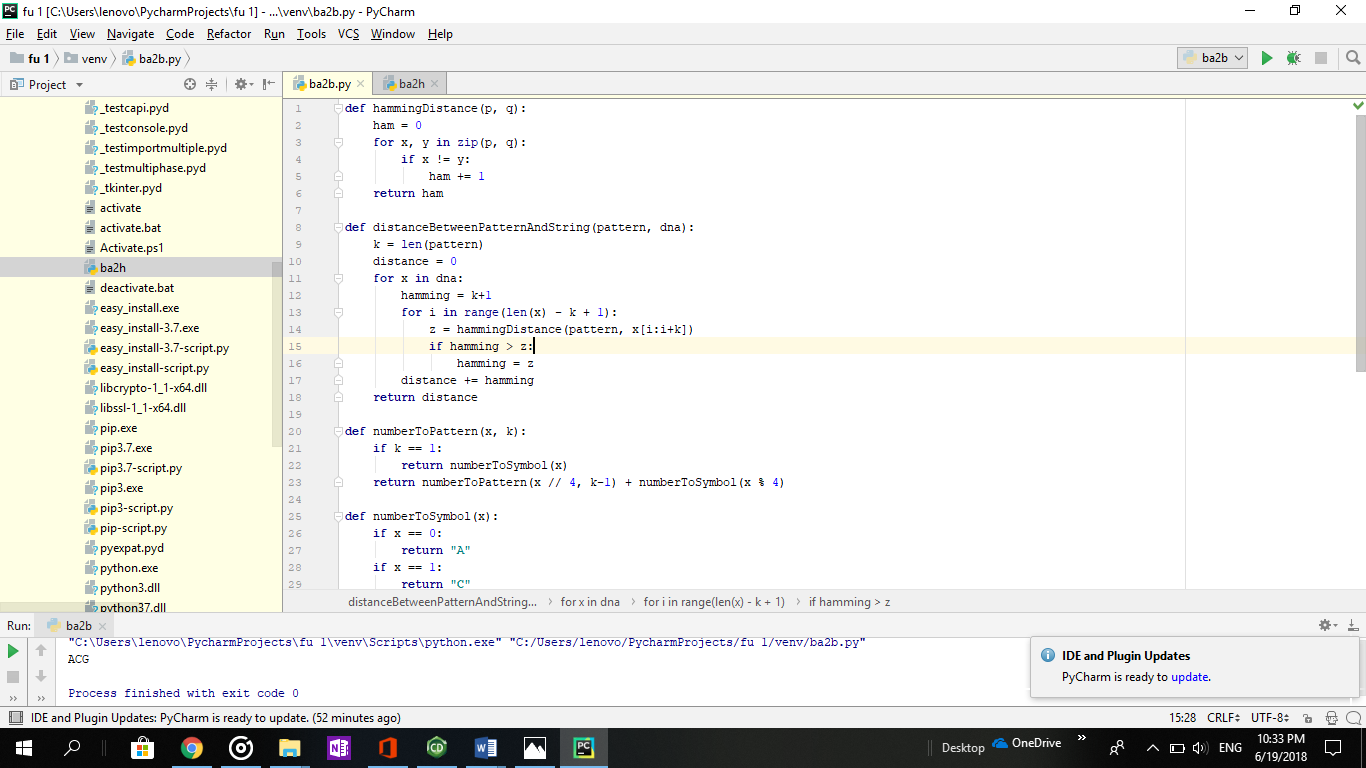 fu 1 [C:\Users\lenovo\PycharmProjects\fu 1] - ...\venv\ba2b.py - PyCharm
File Edit View Navigate Code Refactor Run Tools VCS Window Help
fu 1 venv ba2b.py ba2b
Project
ba2b.py ba2h
_testcapi.pyd
_testconsole.pyd
_testimportmultiple.pyd
_testmultiphase.pyd
_tkinter.pyd
activate
activate.bat
Activate.ps1
ba2h
deactivate.bat
easy_install.exe
easy_install-3.7.exe
easy_install-3.7-script.py
easy_install-script.py
libcrypto-1_1-x64.dll
libssl-1_1-x64.dll
pip.exe
pip3.7.exe
pip3.7-script.py
pip3.exe
pip3-script.py
pip-script.py
pyexpat.pyd
python.exe
python3.dll
python37.dll
1 def hammingDistance(p, q):
2     ham = 0
3     for x, y in zip(p, q):
4         if x != y:
5             ham += 1
6     return ham
7
8 def distanceBetweenPatternAndString(pattern, dna):
9     k = len(pattern)
10     distance = 0
11     for x in dna:
12         hamming = k+1
13         for i in range(len(x) - k + 1):
14             z = hammingDistance(pattern, x[i:i+k])
15             if hamming > z:
16                 hamming = z
17         distance += hamming
18     return distance
19
20 def numberToPattern(x, k):
21     if k == 1:
22         return numberToSymbol(x)
23     return numberToPattern(x // 4, k-1) + numberToSymbol(x % 4)
24
25 def numberToSymbol(x):
26     if x == 0:
27         return "A"
28     if x == 1:
29         return "C"
distanceBetweenPatternAndString... for x in dna for i in range(len(x) - k + 1) if hamming > z
Run: ba2b
"C:\Users\lenovo\PycharmProjects\fu 1\venv\Scripts\python.exe" "C:/Users/lenovo/PycharmProjects/fu 1/venv/ba2b.py"
ACG
Process finished with exit code 0
IDE and Plugin Updates
PyCharm is ready to update.
IDE and Plugin Updates: PyCharm is ready to update. (52 minutes ago) 15:28 CRLF UTF-8
Desktop OneDrive ENG 10:33 PM
6/19/2018